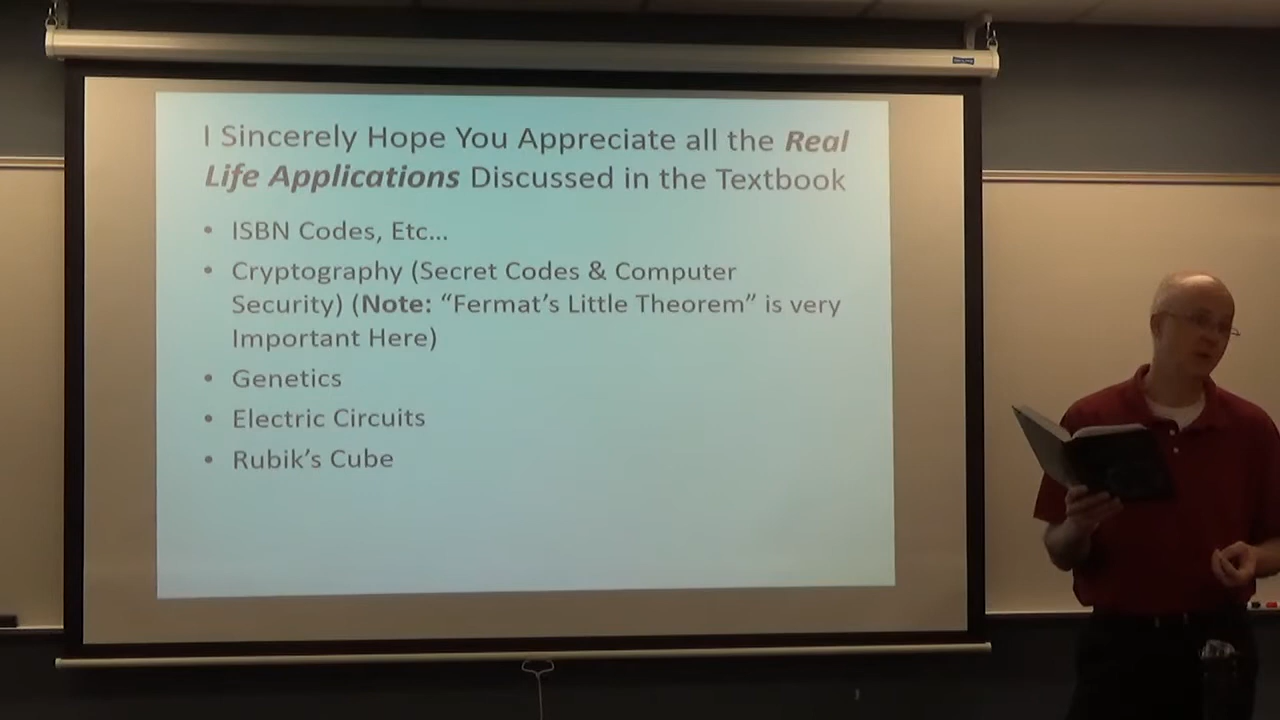 I Sincerely Hope You Appreciate all the Real
Life Applications Discussed in the Textbook
• ISBN Codes, Etc...
• Cryptography (Secret Codes & Computer
Security) (Note: “Fermat’s Little Theorem” is very
Important Here)
• Genetics
• Electric Circuits
• Rubik’s Cube